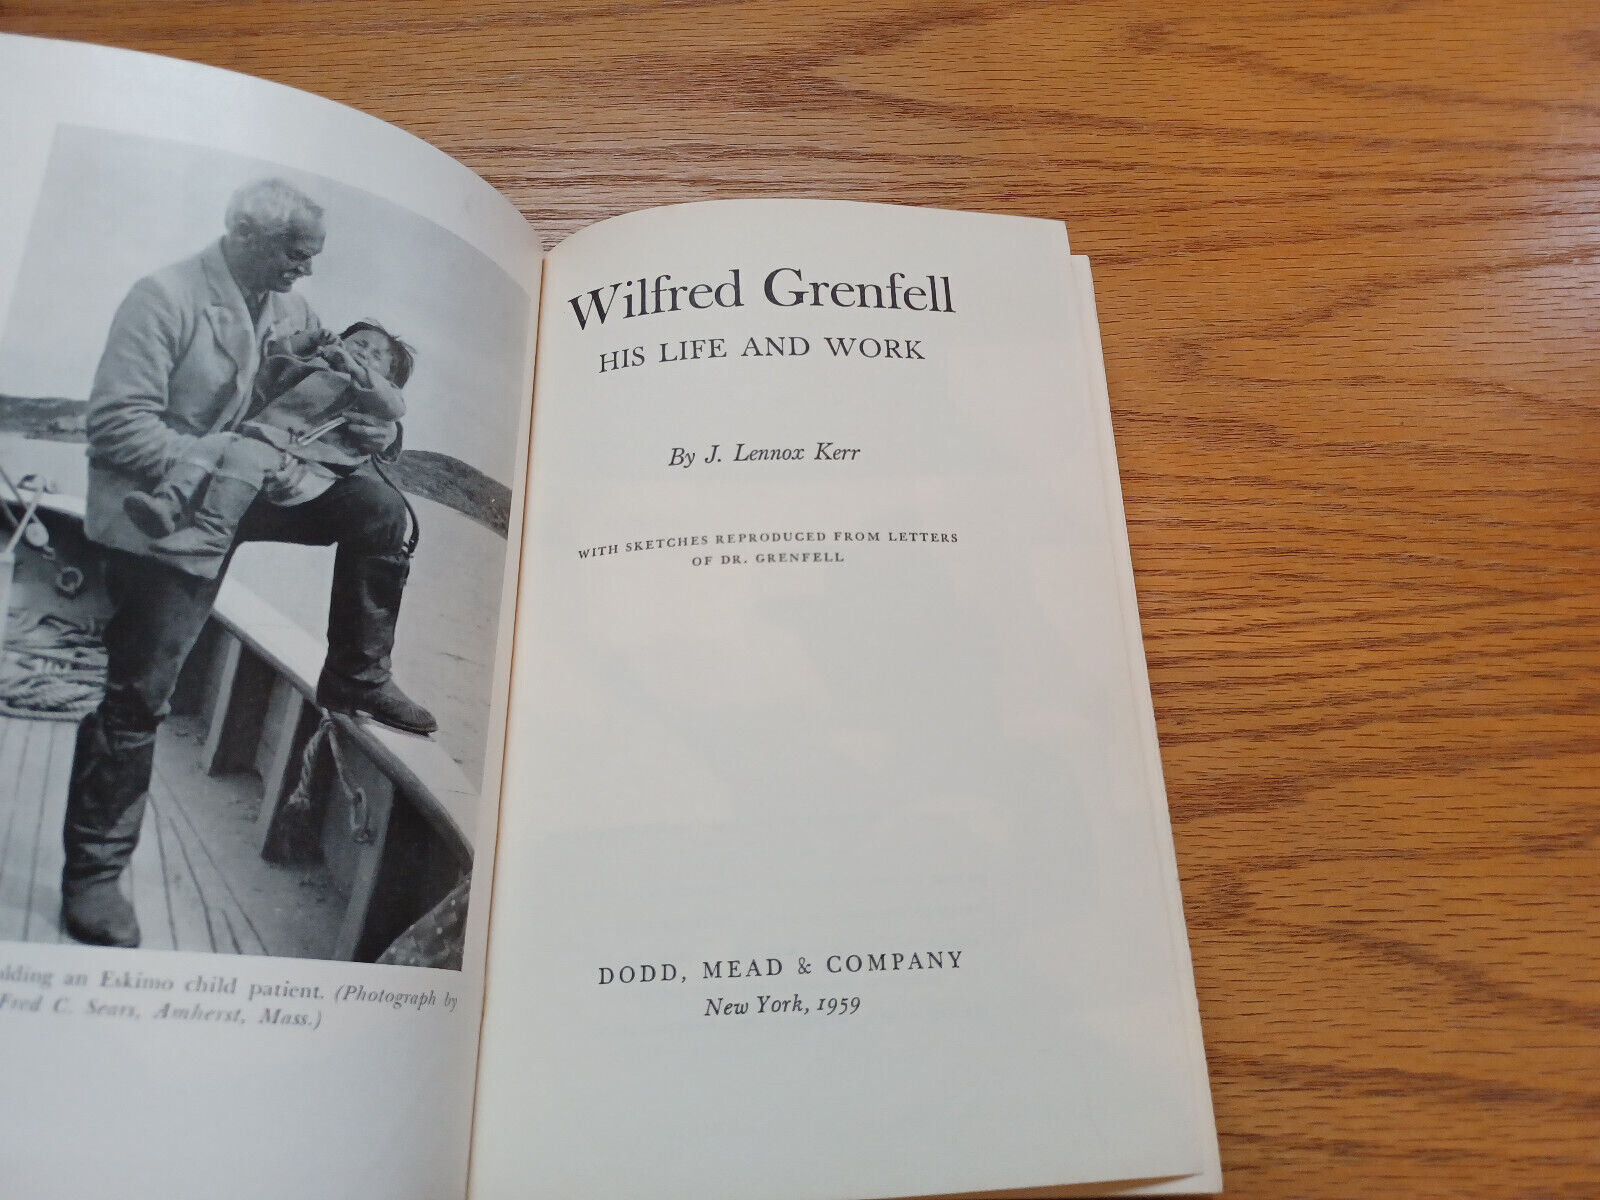 an Eskimo child patient. (Photograph by
Fred C. Sears, Amherst, Mass.)
Wilfred Grenfell
HIS LIFE AND WORK
By J. Lennox Kerr
WITH SKETCHES REPRODUCED FROM LETTERS
OF DR. GRENFELL
DODD, MEAD & COMPANY
New York, 1959